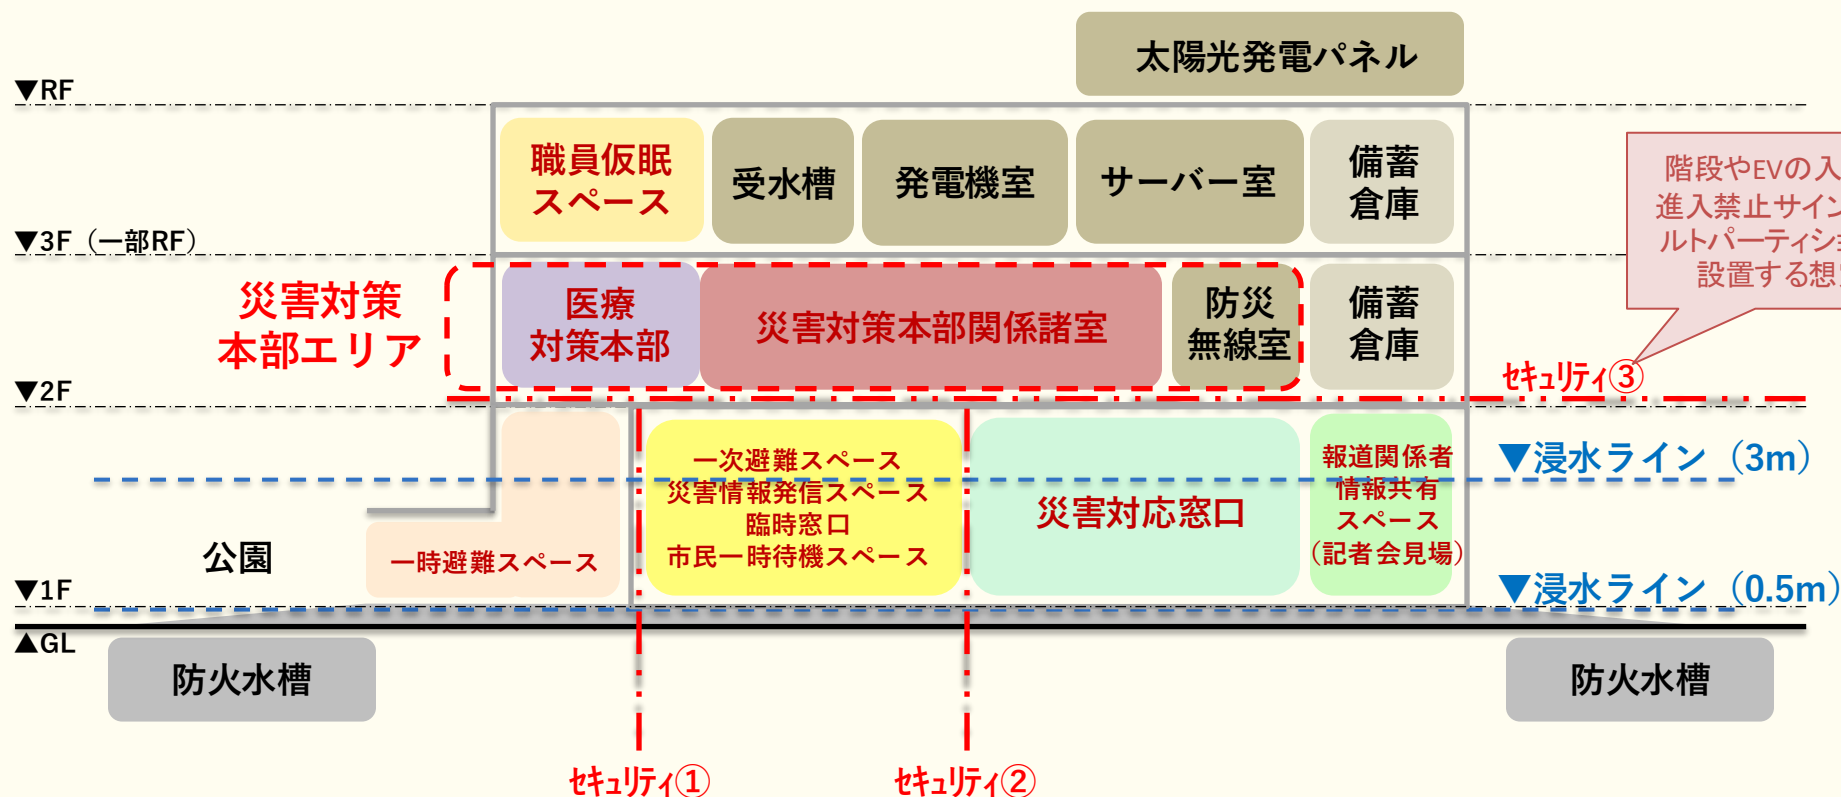 太陽光発電パネル
▼RF
職員仮眠
スペース
受水槽
発電機室
サーバー室
備蓄
倉庫
階段やEVの入
進入禁止サイン
ルトパーティショ
設置する想
▼3F（一部RF）
災害対策
本部エリア
医療
対策本部
災害対策本部関係諸室
防災
無線室
備蓄
倉庫
セキュリティ③
▼2F
一次避難スペース
災害情報発信スペース
臨時窓口
市民一時待機スペース
災害対応窓口
報道関係者
情報共有
スペース
(記者会見場)
▼浸水ライン（3m）
公園
一時避難スペース
▼1F
▼浸水ライン（0.5m）
▲GL
防火水槽
防火水槽
セキュリティ①
セキュリティ②